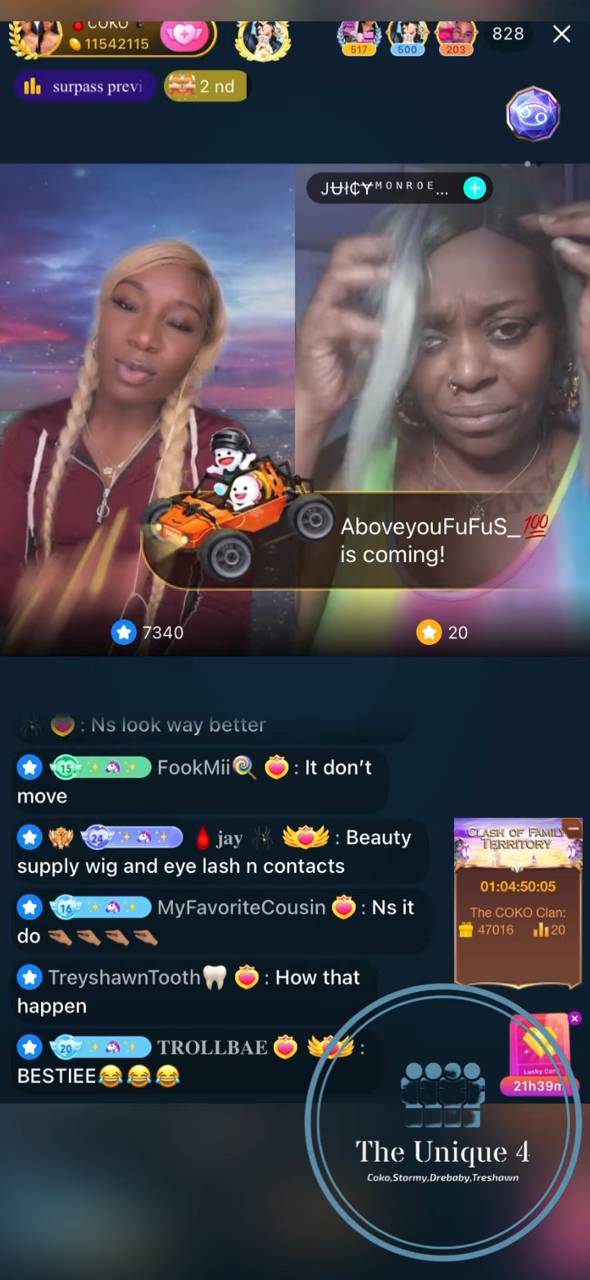 COKO
11542115
517
500
203
828
surpass previ
2 nd
JUICY ᴹᴼᴺᴿᴼᴱ...
AboveyouFuFuS_💯
is coming!
7340
20
: Ns look way better
15 FookMii🍭 : It don't
move
24 🩸 jay 🕷 : Beauty
supply wig and eye lash n contacts
16 MyFavoriteCousin : Ns it
do 🤏🏽🤏🏽🤏🏽🤏🏽
TreyshawnTooth🦷 : How that
happen
20 TROLLBAE :
BESTIEE😂😂😂
CLASH OF FAMILY
TERRITORY
01:04:50:05
The COKO Clan:
47016 20
Lucky Car
21h39m
The Unique 4
Coko,Stormy,Drebaby,Treshawn